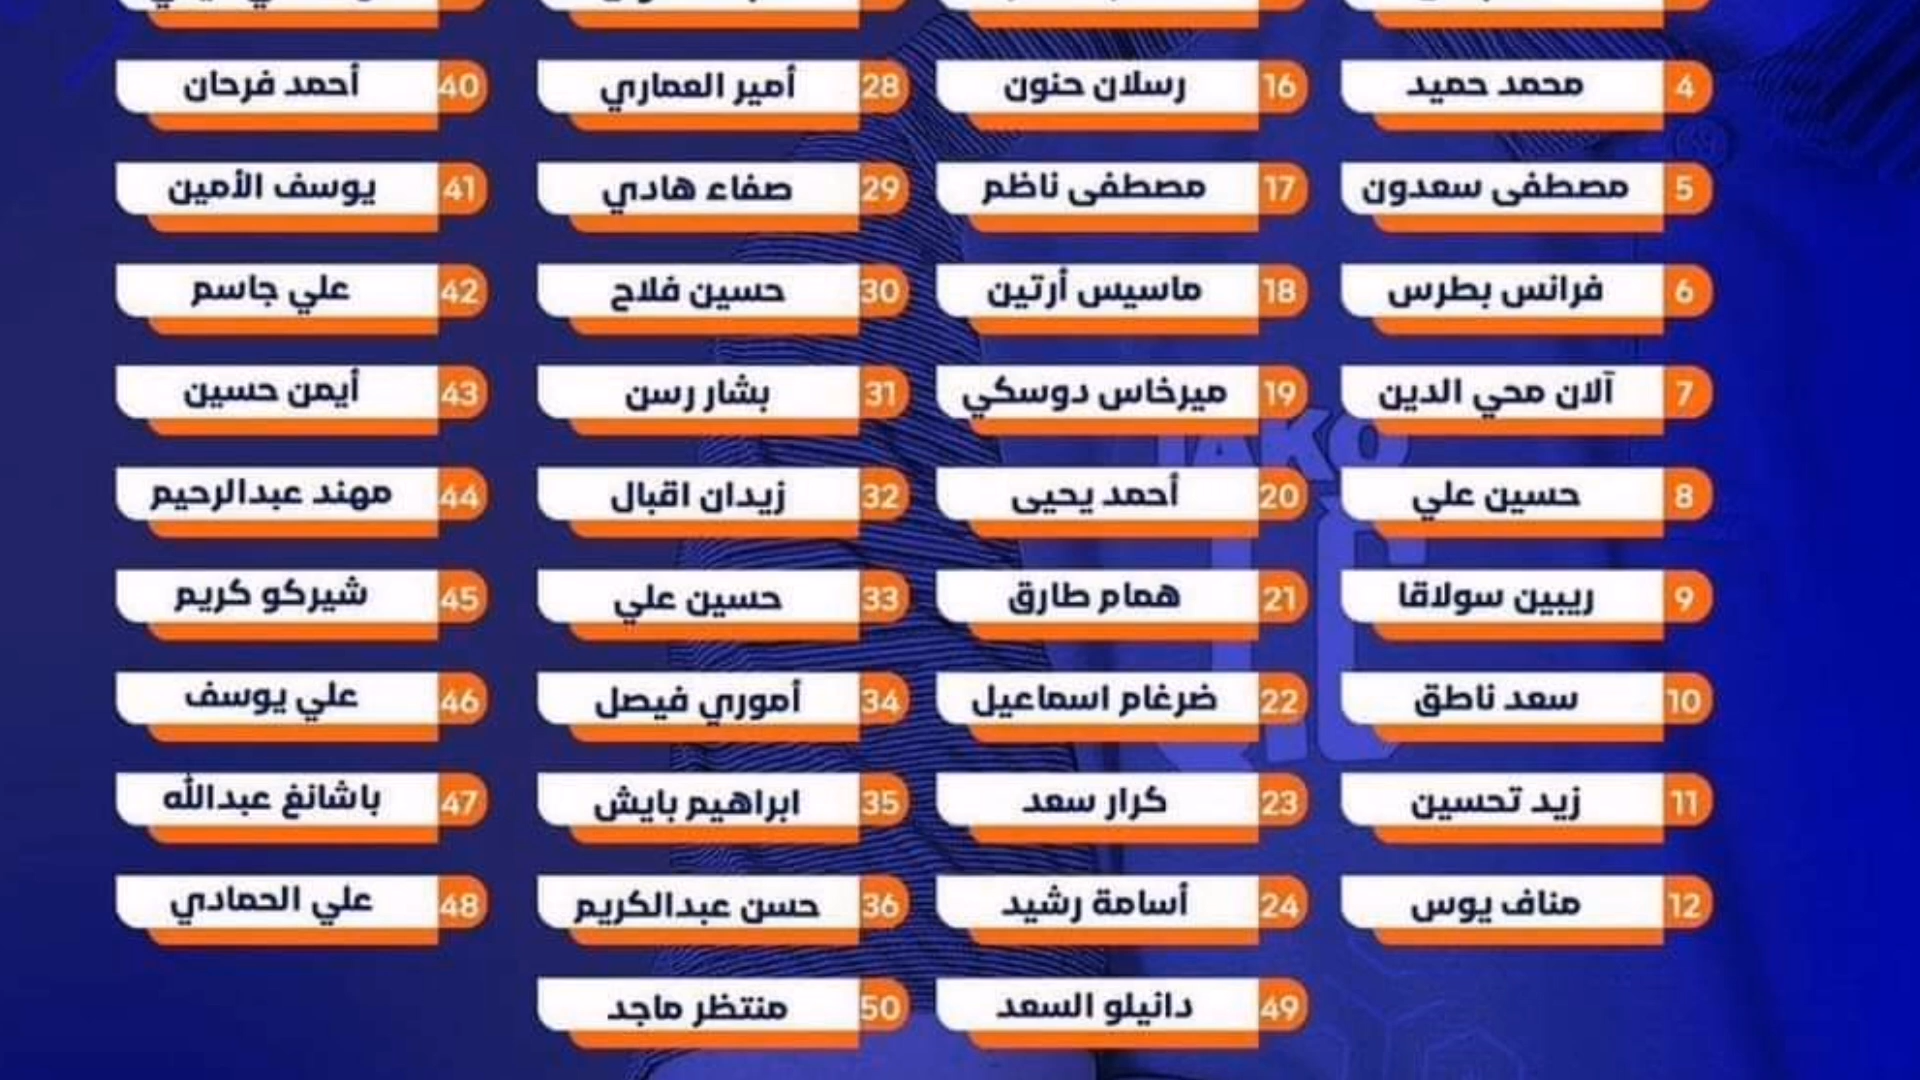 4 محمد حميد
5 مصطفى سعدون
6 فرانس بطرس
7 آلان محي الدين
8 حسين علي
9 ريبين سولاقا
10 سعد ناطق
11 زيد تحسين
12 مناف يوس
16 رسلان حنون
17 مصطفى ناظم
18 ماسيس أرتين
19 ميرخاس دوسكي
20 أحمد يحيى
21 همام طارق
22 ضرغام اسماعيل
23 كرار سعد
24 أسامة رشيد
49 دانيلو السعد
28 أمير العماري
29 صفاء هادي
30 حسين فلاح
31 بشار رسن
32 زيدان اقبال
33 حسين علي
34 أموري فيصل
35 ابراهيم بايش
36 حسن عبدالكريم
50 منتظر ماجد
40 أحمد فرحان
41 يوسف الأمين
42 علي جاسم
43 أيمن حسين
44 مهند عبدالرحيم
45 شيركو كريم
46 علي يوسف
47 باشانغ عبدالله
48 علي الحمادي
JAKO